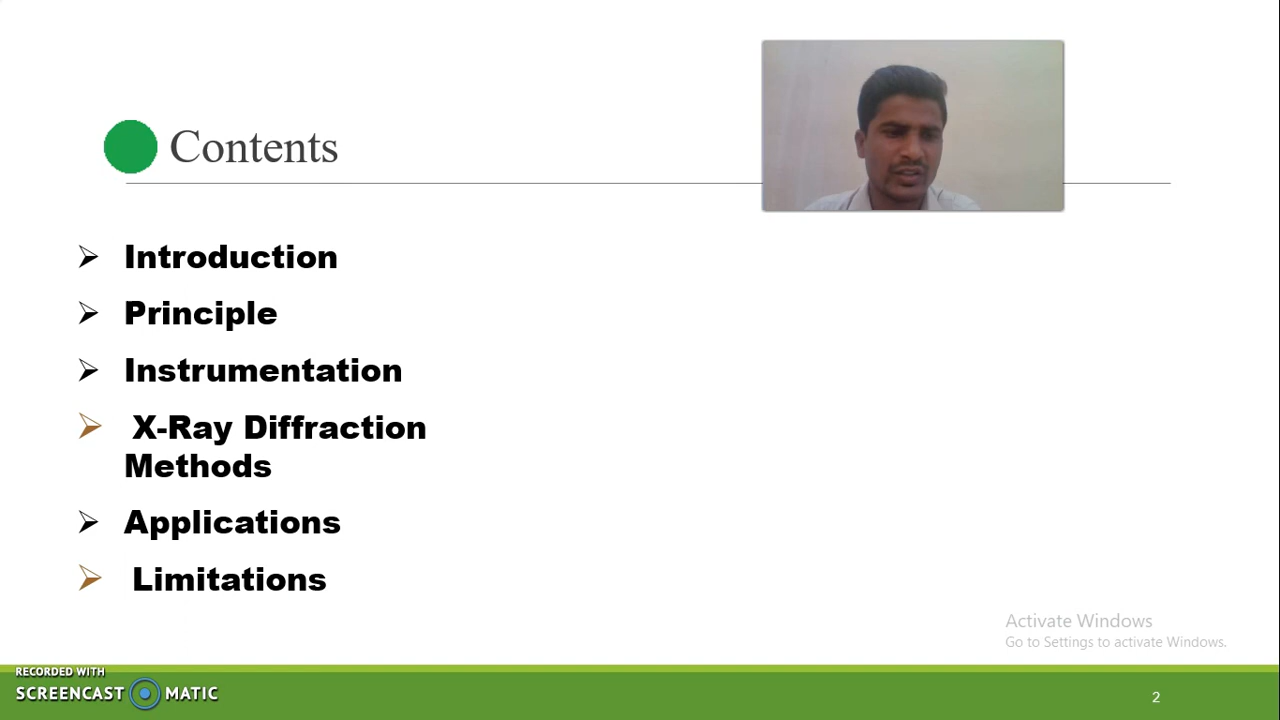 Contents
Introduction
Principle
Instrumentation
X-Ray Diffraction
Methods
Applications
Limitations
Activate Windows
Go to Settings to activate Windows.
RECORDED WITH
SCREENCAST MATIC
2